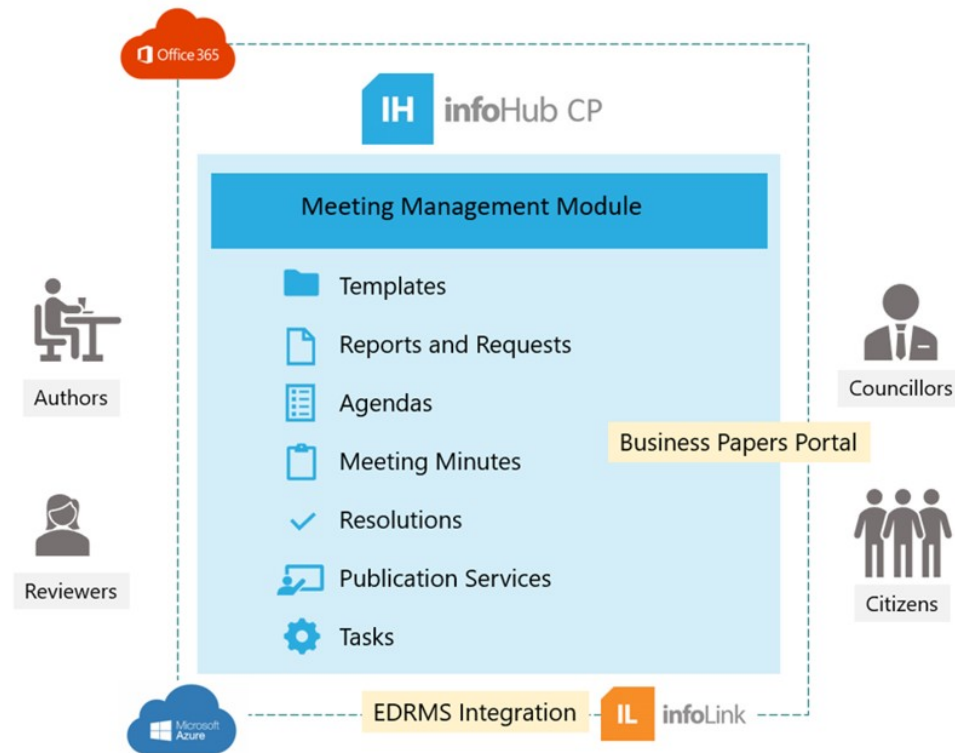 Office 365
IH infoHub CP
Meeting Management Module
Templates
Reports and Requests
Agendas
Meeting Minutes
Resolutions
Publication Services
Tasks
Authors
Reviewers
Business Papers Portal
Councillors
Citizens
Microsoft
Azure
EDRMS Integration
IL infoLink